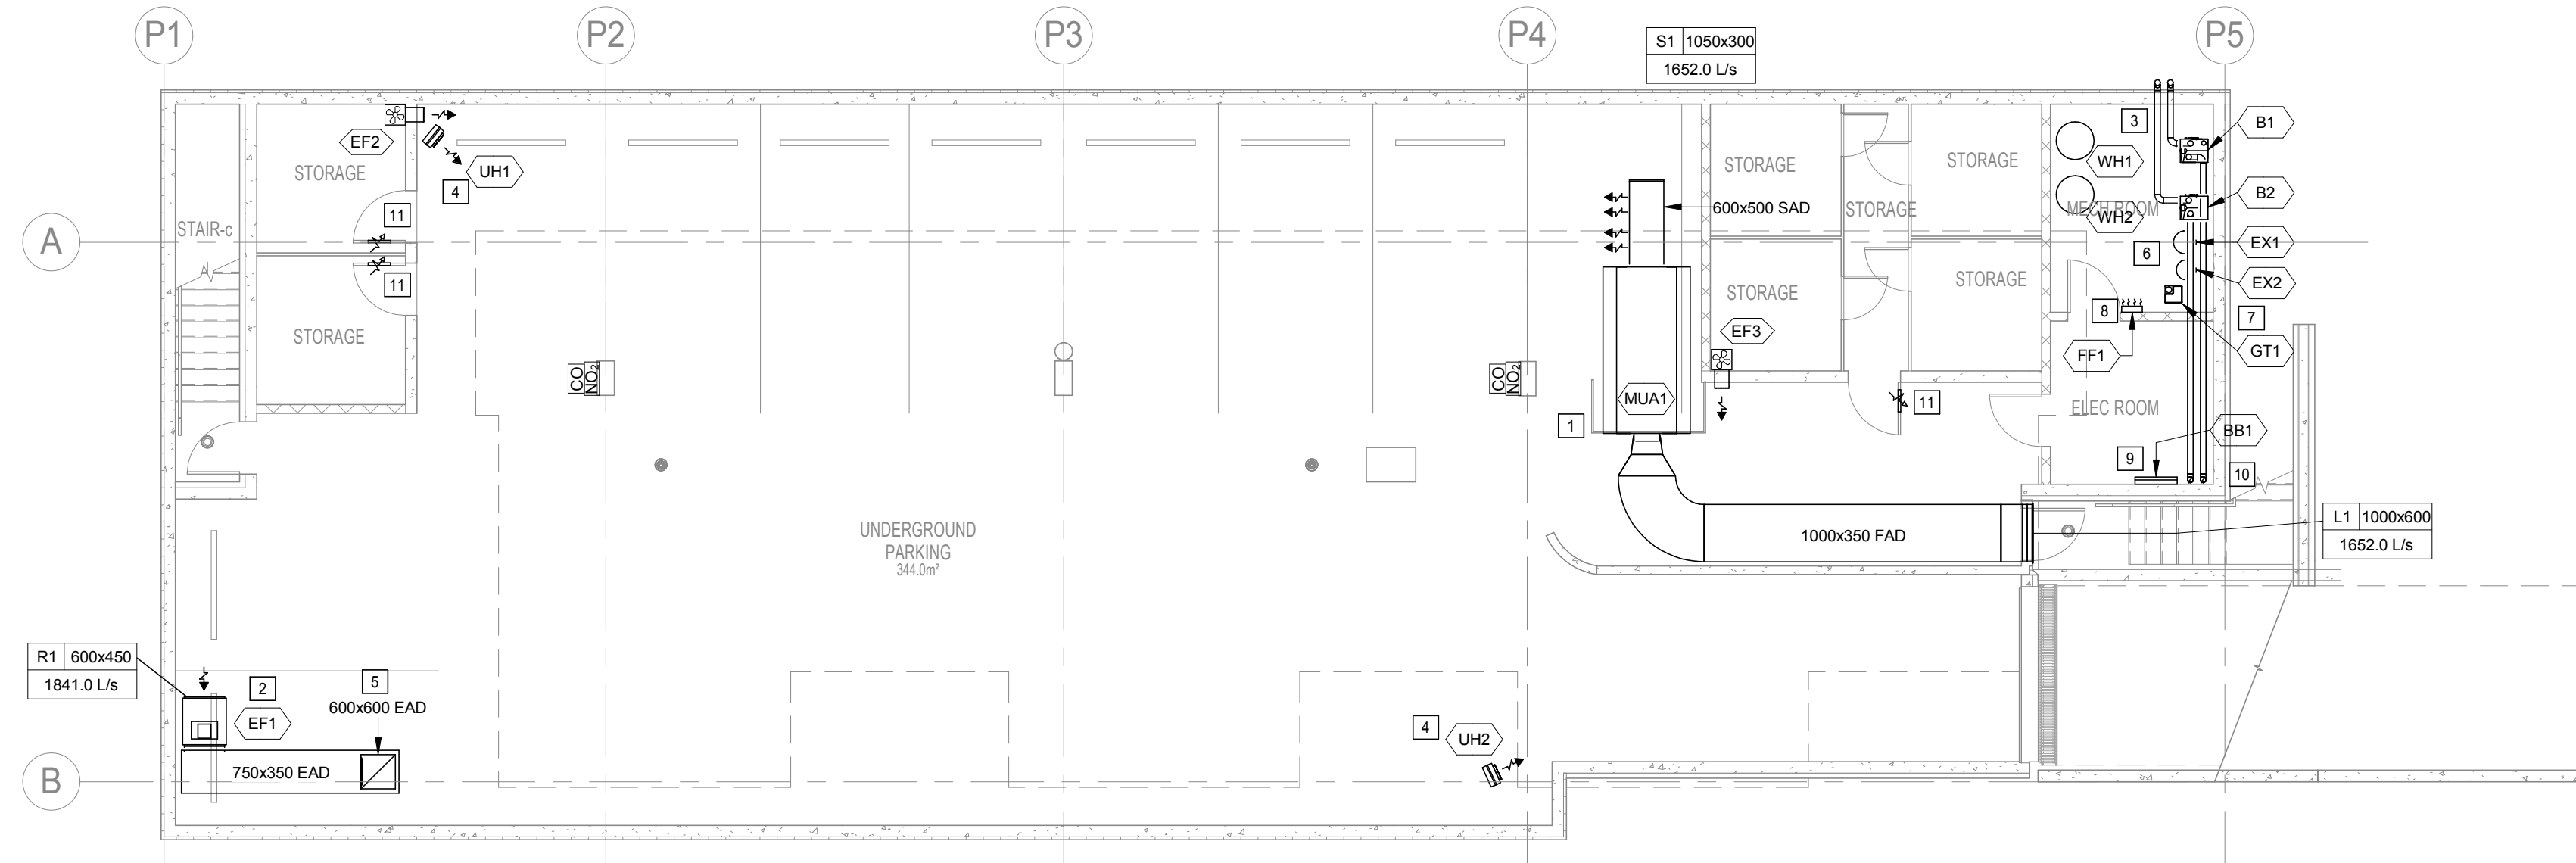 P1
P2
P3
P4
P5
S1 1050x300
1652.0 L/s
EF2
STORAGE
UH1
4
11
STAIR-c
A
11
STORAGE
CO
NO2
CO
NO2
600x500 SAD
STORAGE
STORAGE
STORAGE
STORAGE
STORAGE
EF3
MUA1
1
11
3
B1
WH1
B2
MECH ROOM
WH2
EX1
6
EX2
8
7
FF1
GT1
ELEC ROOM
BB1
9
10
L1 1000x600
1652.0 L/s
1000x350 FAD
UNDERGROUND
PARKING
344.0m²
R1 600x450
1841.0 L/s
2
EF1
5
600x600 EAD
750x350 EAD
B
4
UH2